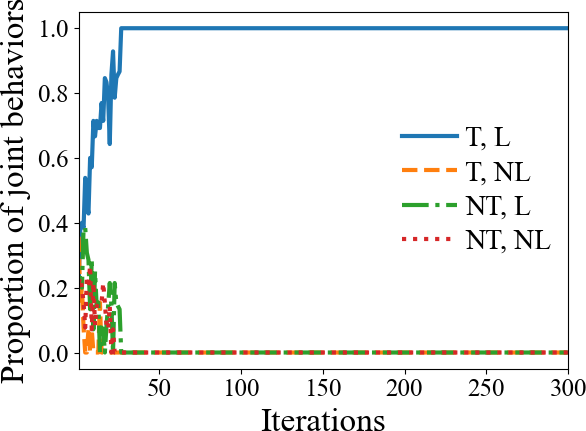 Proportion of joint behaviors
1.0
0.8
0.6
0.4
0.2
0.0
T, L
T, NL
NT, L
NT, NL
50 100 150 200 250 300
Iterations